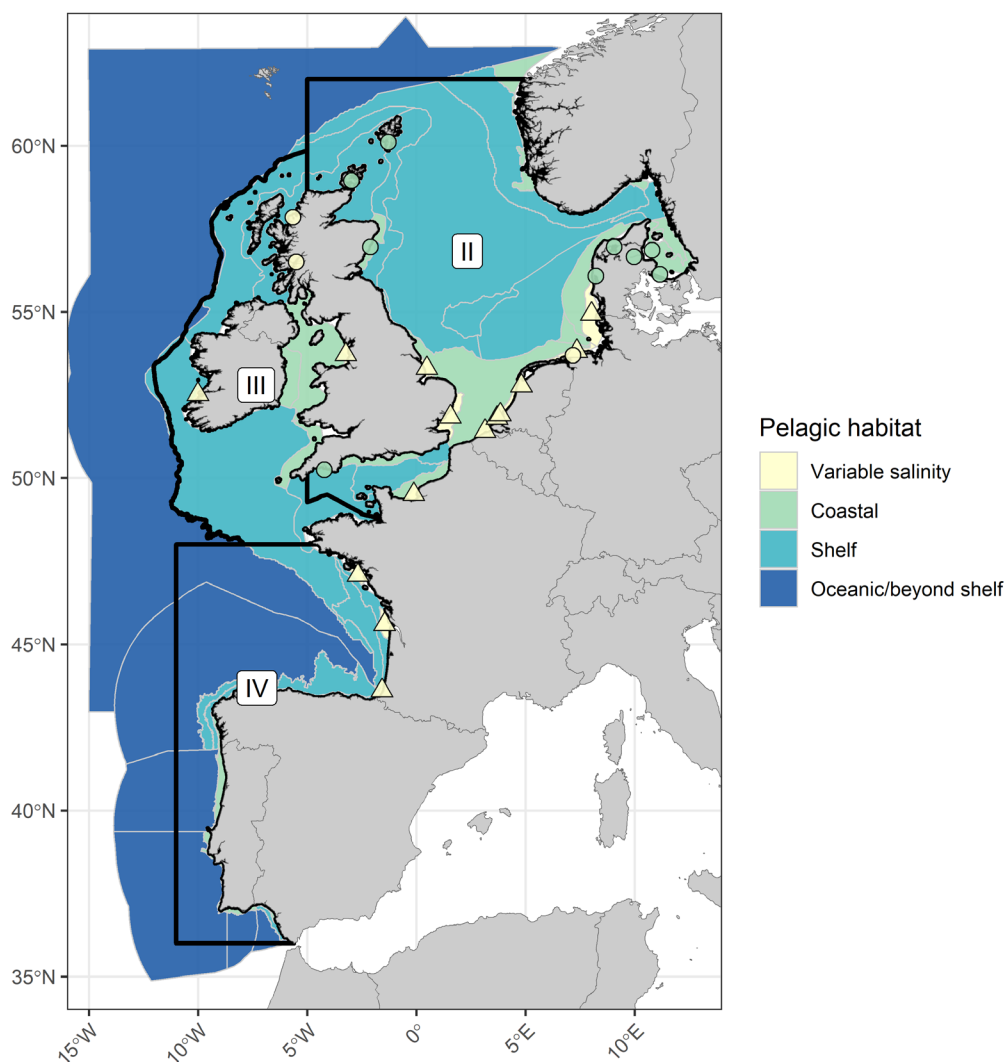 60°N
55°N
50°N
45°N
40°N
35°N
II
III
IV
15°W
10°W
5°W
0°
5°E
10°E
Pelagic habitat
Variable salinity
Coastal
Shelf
Oceanic/beyond shelf